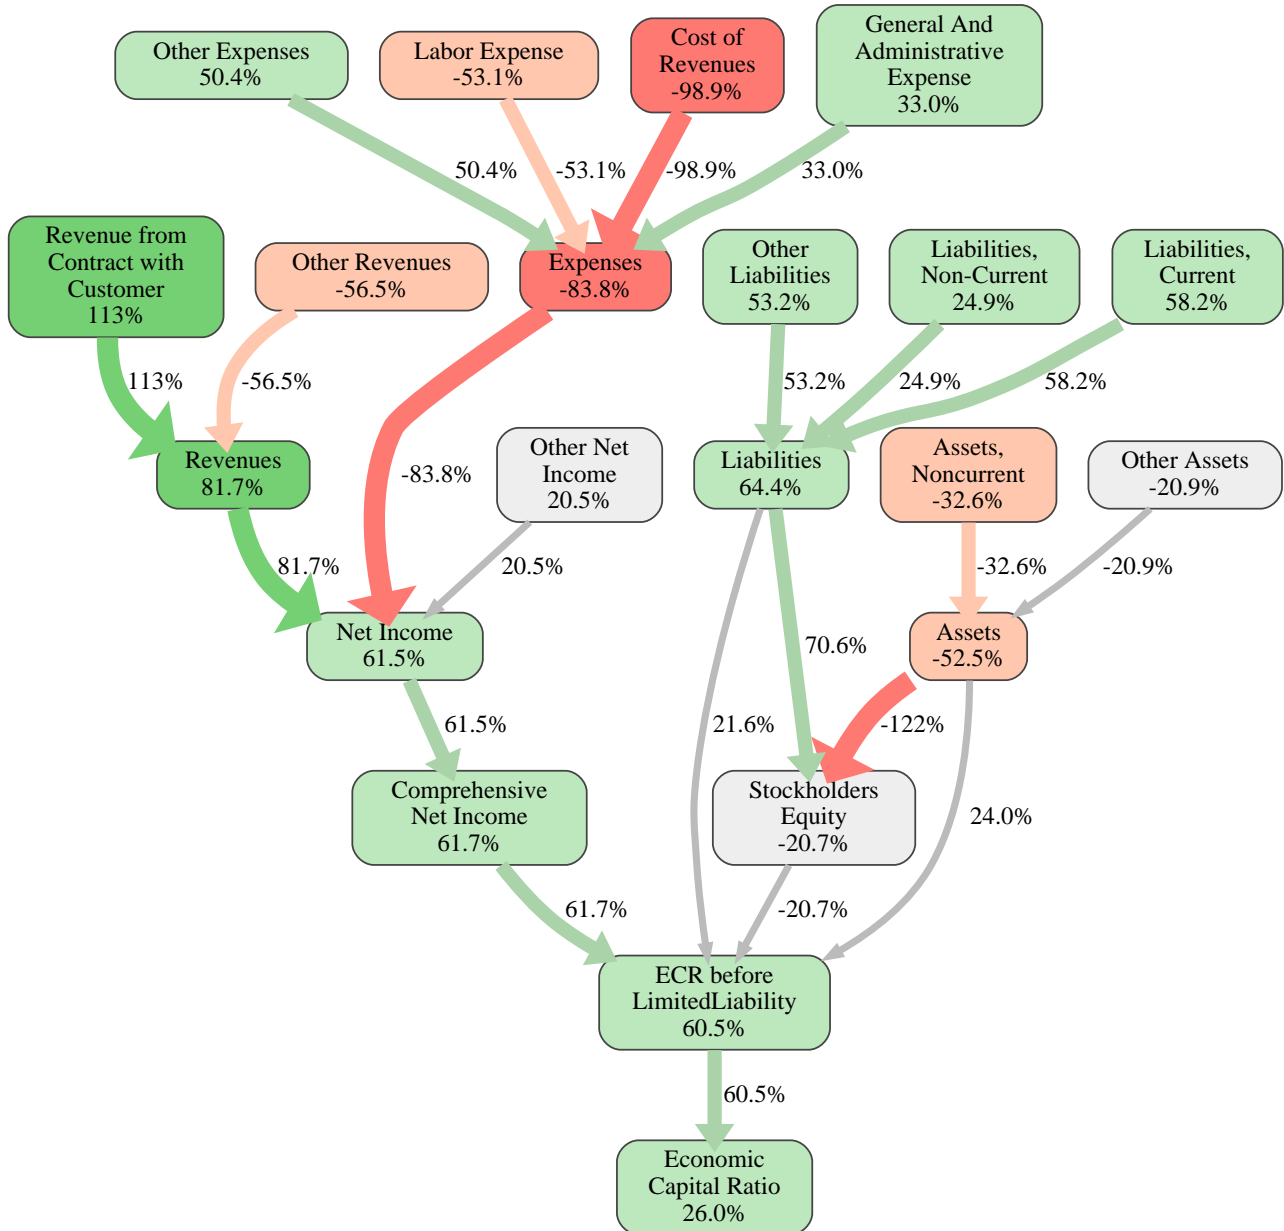 Other Expenses
50.4%
Labor Expense
-53.1%
Cost of
Revenues
-98.9%
General And
Administrative
Expense
33.0%
50.4%
-53.1%
-98.9%
33.0%
Revenue from
Contract with
Customer
113%
Other Revenues
-56.5%
Expenses
-83.8%
Other
Liabilities
53.2%
Liabilities,
Non-Current
24.9%
Liabilities,
Current
58.2%
113%
-56.5%
53.2%
24.9%
58.2%
-83.8%
Revenues
81.7%
Other Net
Income
20.5%
Liabilities
64.4%
Assets,
Noncurrent
-32.6%
Other Assets
-20.9%
81.7%
20.5%
-32.6%
-20.9%
Net Income
61.5%
70.6%
Assets
-52.5%
61.5%
21.6%
-122%
24.0%
Comprehensive
Net Income
61.7%
Stockholders
Equity
-20.7%
61.7%
-20.7%
ECR before
LimitedLiability
60.5%
60.5%
Economic
Capital Ratio
26.0%